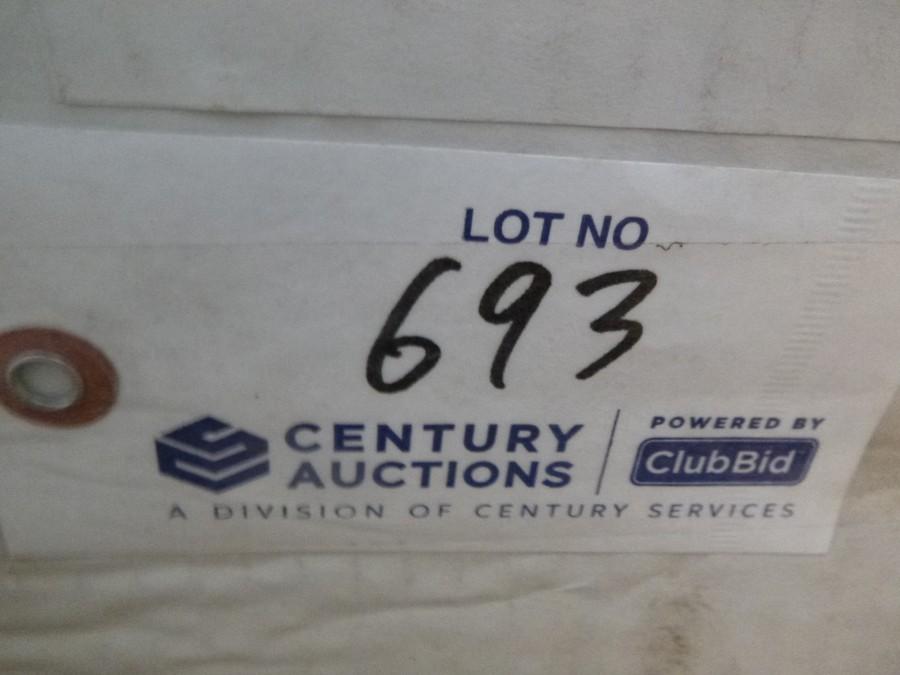 LOT NO
693
CENTURY AUCTIONS
POWERED BY
ClubBid
A DIVISION OF CENTURY SERVICES